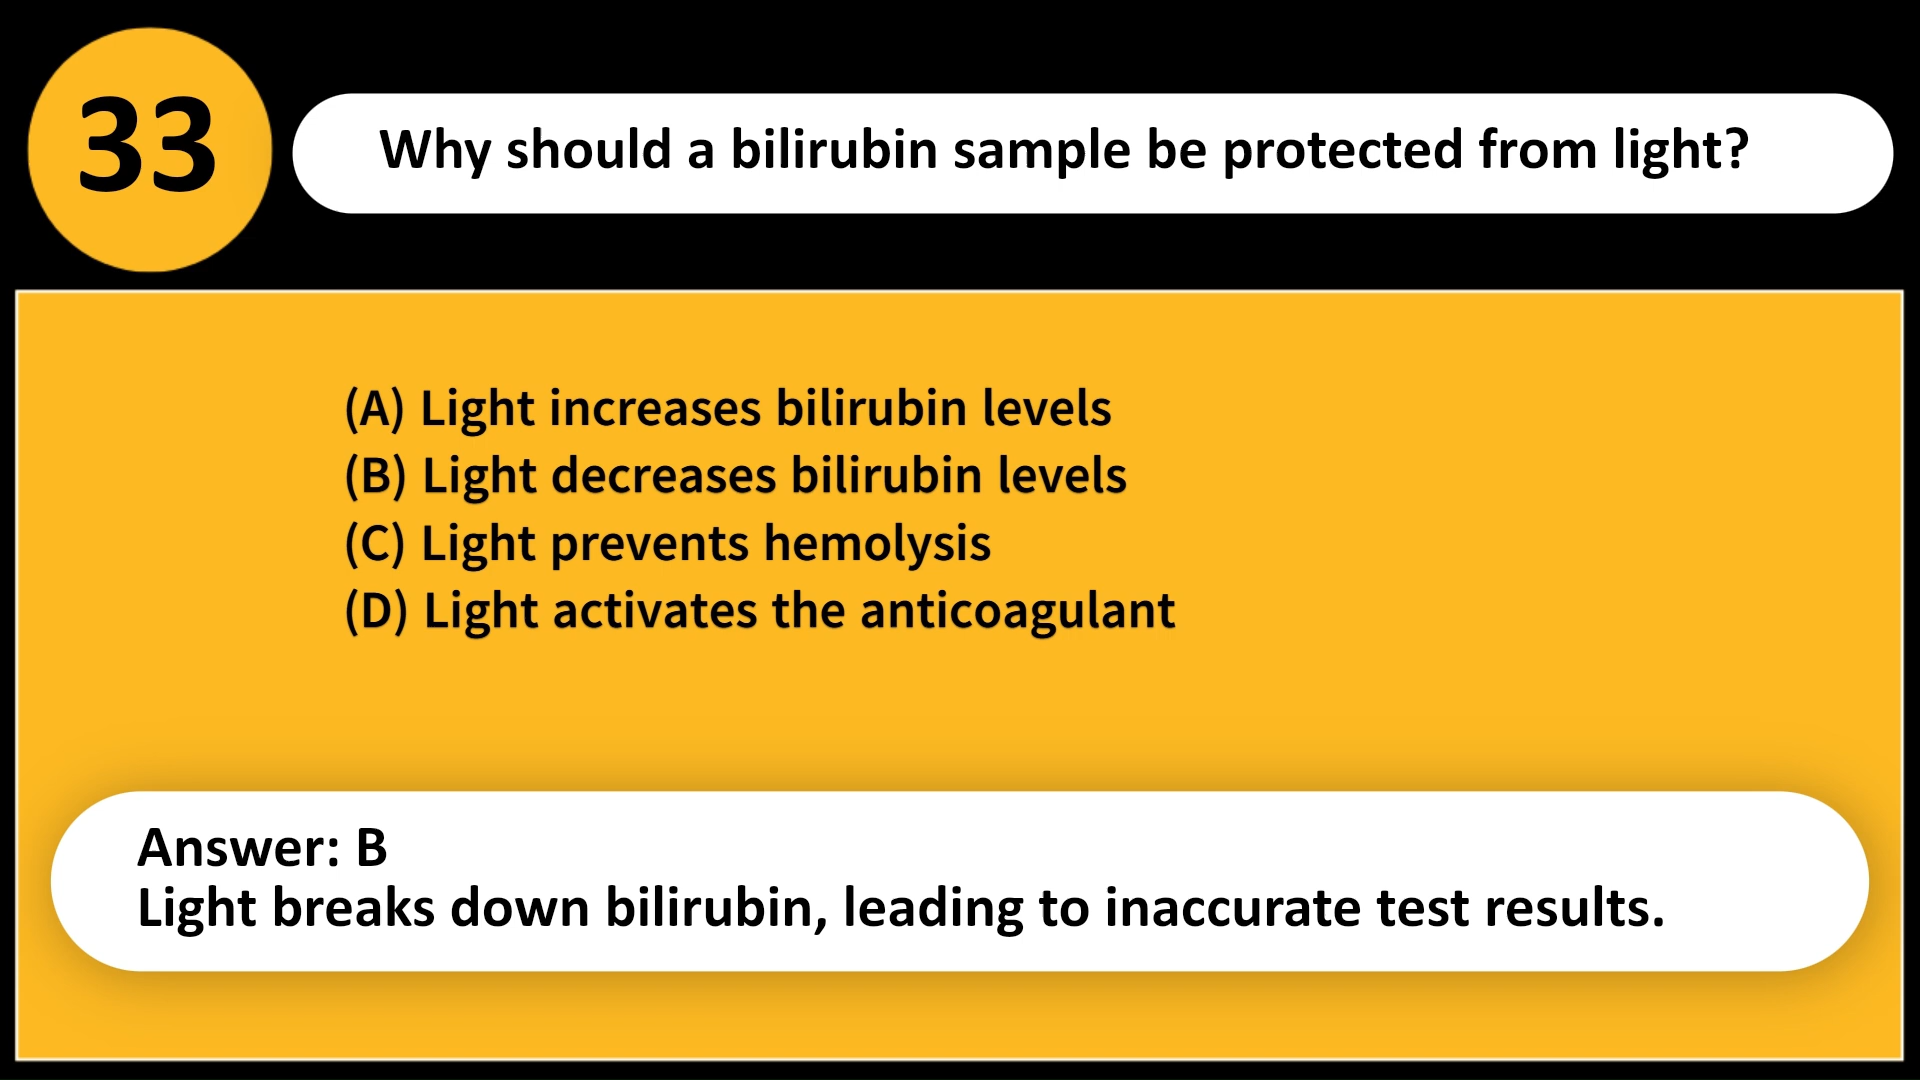 33
Why should a bilirubin sample be protected from light?
(A) Light increases bilirubin levels
(B) Light decreases bilirubin levels
(C) Light prevents hemolysis
(D) Light activates the anticoagulant
Answer: B
Light breaks down bilirubin, leading to inaccurate test results.